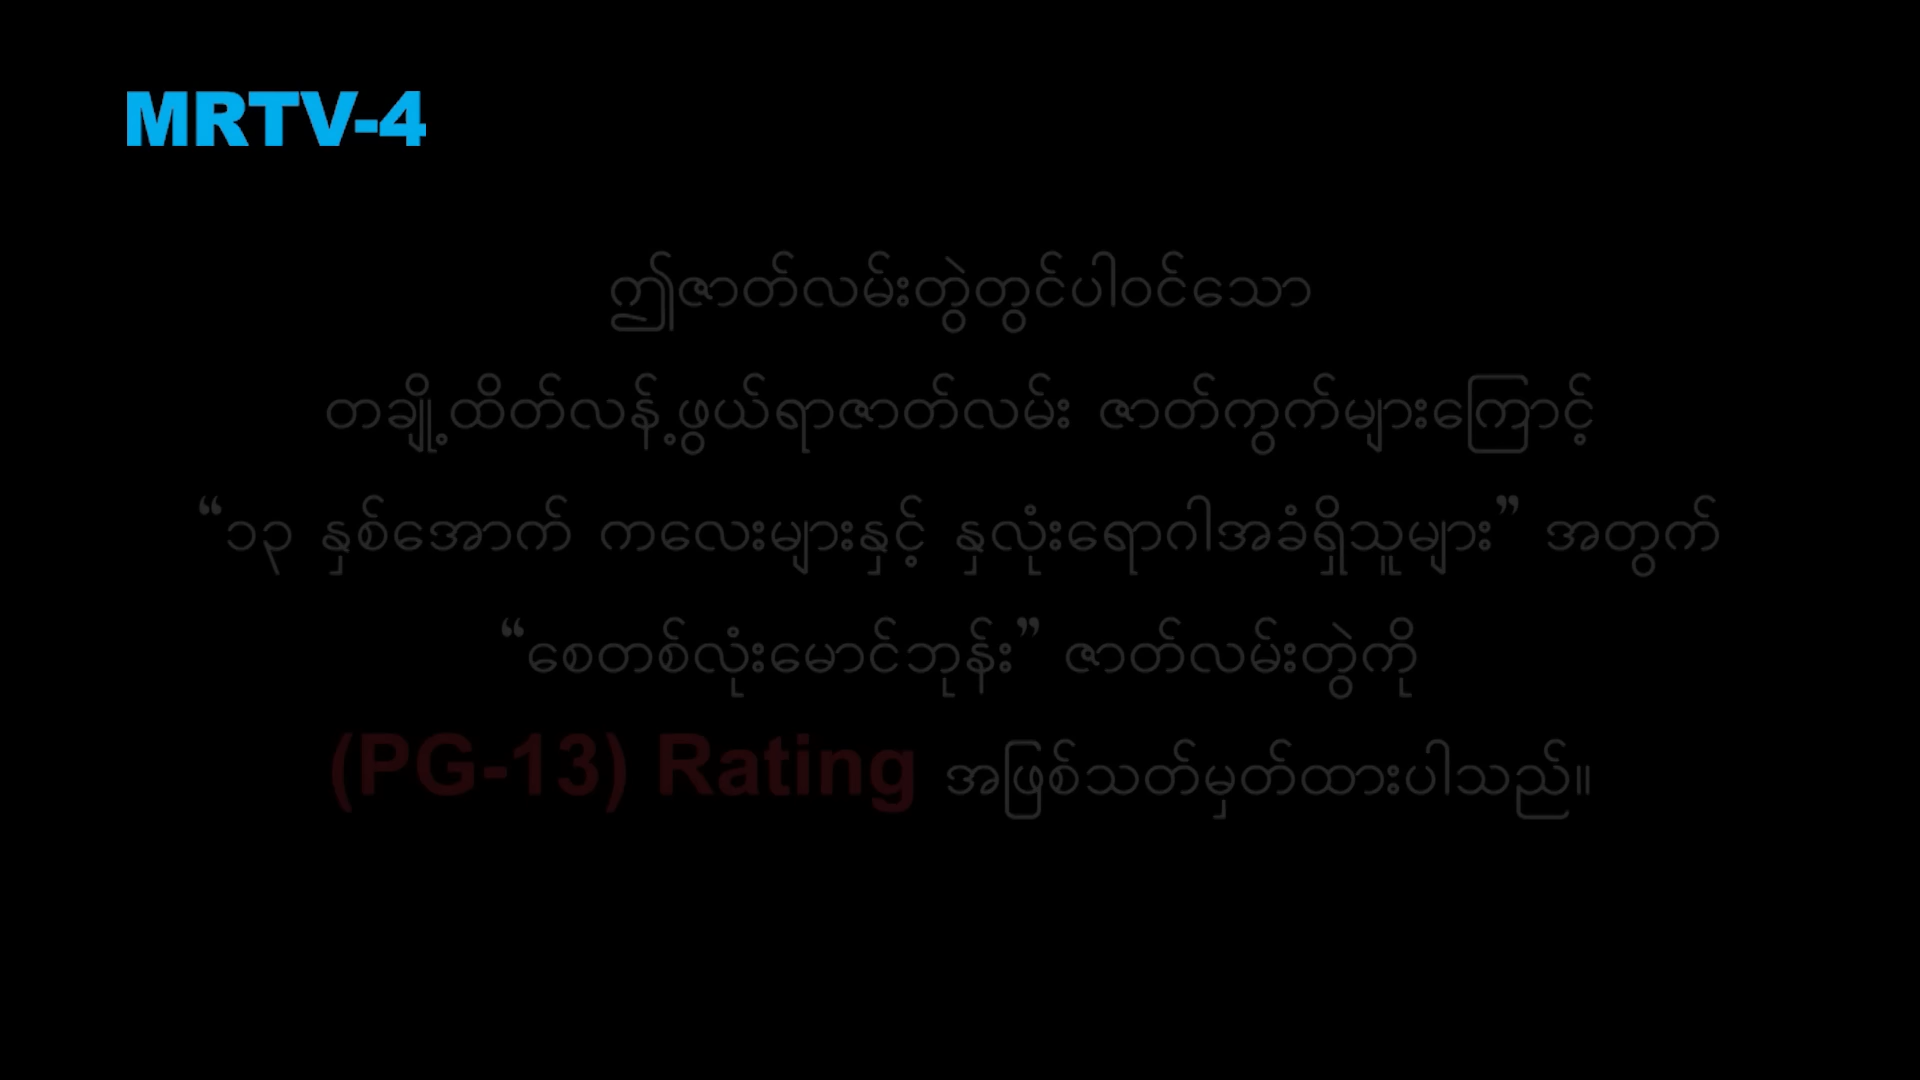 MRTV-4
ဤဇာတ်လမ်းတွဲတွင်ပါဝင်သော
တချို့ထိတ်လန့်ဖွယ်ရာဇာတ်လမ်း ဇာတ်ကွက်များကြောင့်
“၁၃ နှစ်အောက် ကလေးများနှင့် နှလုံးရောဂါအခံရှိသူများ” အတွက်
“စေတစ်လုံးမောင်ဘုန်း” ဇာတ်လမ်းတွဲကို
(PG-13) Rating အဖြစ်သတ်မှတ်ထားပါသည်။